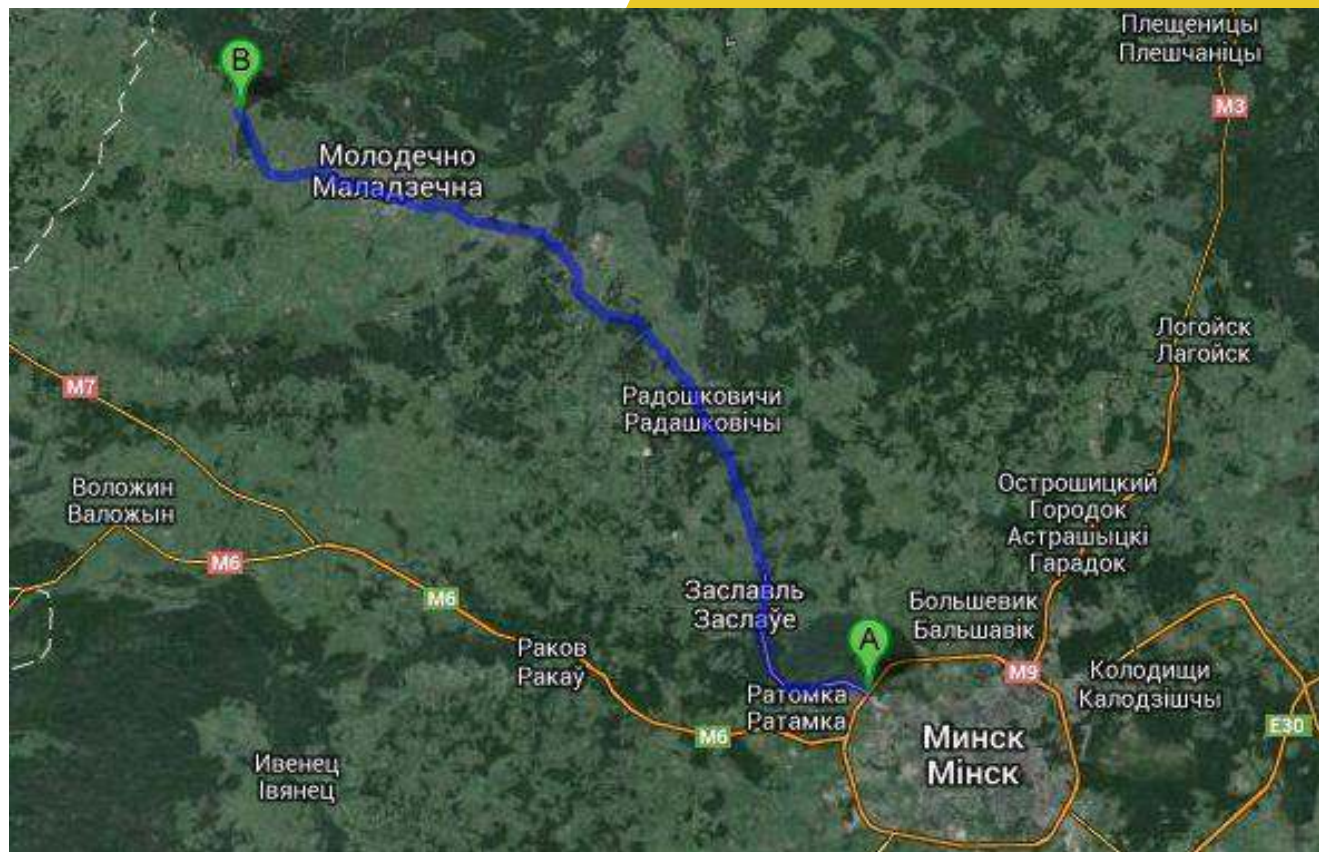 Плещеницы
Плешчаніцы
B
M3
Молодечно
Маладзечна
Логойск
Лагойск
M7
Радошковичи
Радашковічы
Воложин
Валожын
Острошицкий
Городок
Астрашыцкі
Гарадок
M6
M6
Заславль
Заслаўе
Большевик
Бальшавік
A
Раков
Ракаў
M9
Колодищи
Калодзішчы
Ратомка
Ратамка
M6
E30
Минск
Мінск
Ивенец
Івянец